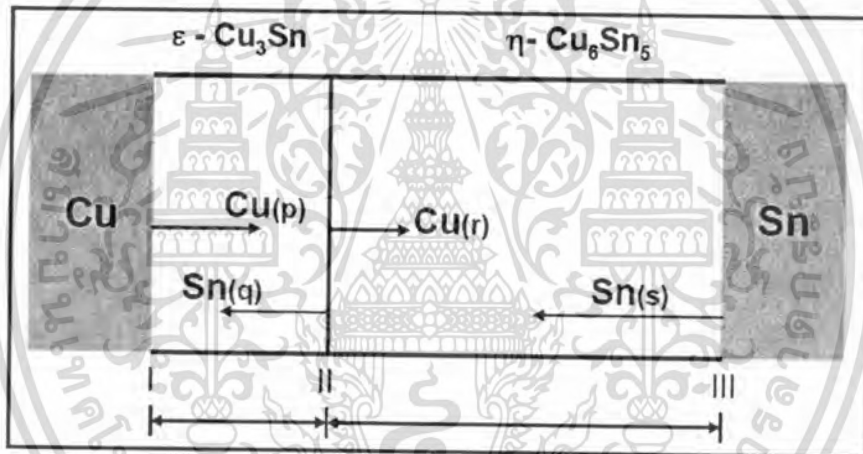 ε - Cu₃Sn η- Cu₆Sn₅
Cu Cu(p) Cu(r) Sn
Sn(q) Sn(s)
I II III